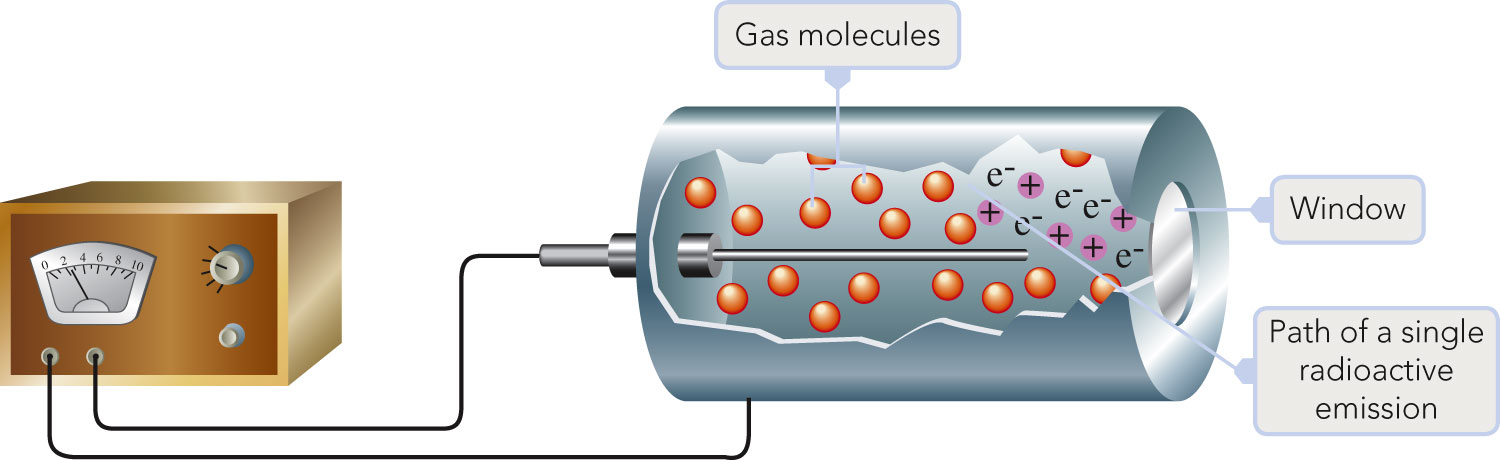 Gas molecules
e-
+
e-
+
e-
+
e-
+
e-
+
e-
Window
0 2 4 6 8 10
Path of a single
radioactive
emission